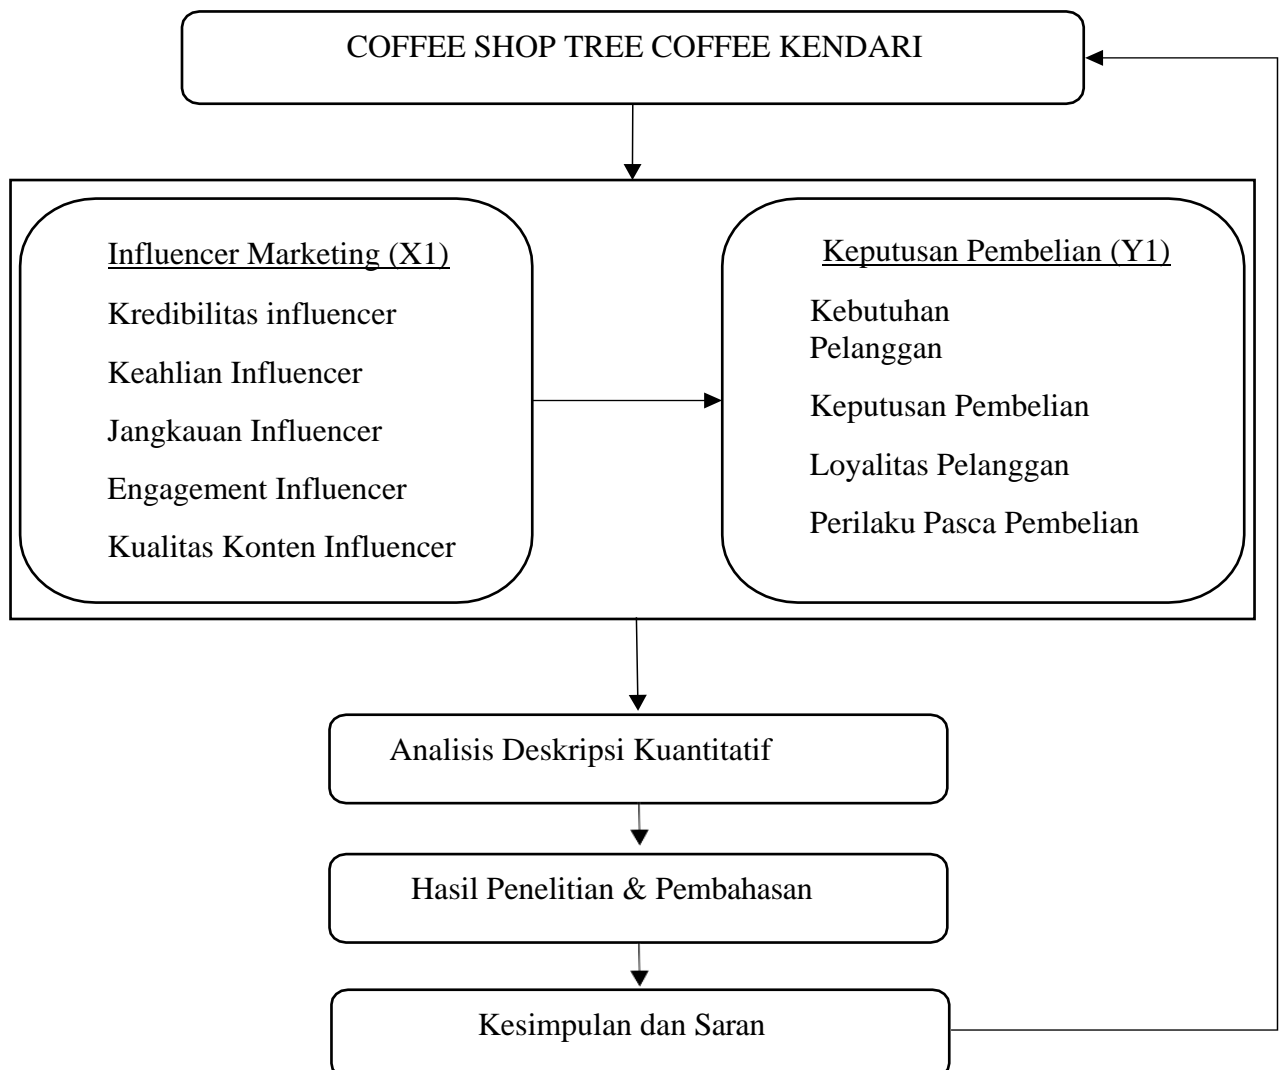 COFFEE SHOP TREE COFFEE KENDARI
Influencer Marketing (X1)
Kredibilitas influencer
Keahlian Influencer
Jangkauan Influencer
Engagement Influencer
Kualitas Konten Influencer
Keputusan Pembelian (Y1)
Kebutuhan
Pelanggan
Keputusan Pembelian
Loyalitas Pelanggan
Perilaku Pasca Pembelian
Analisis Deskripsi Kuantitatif
Hasil Penelitian & Pembahasan
Kesimpulan dan Saran